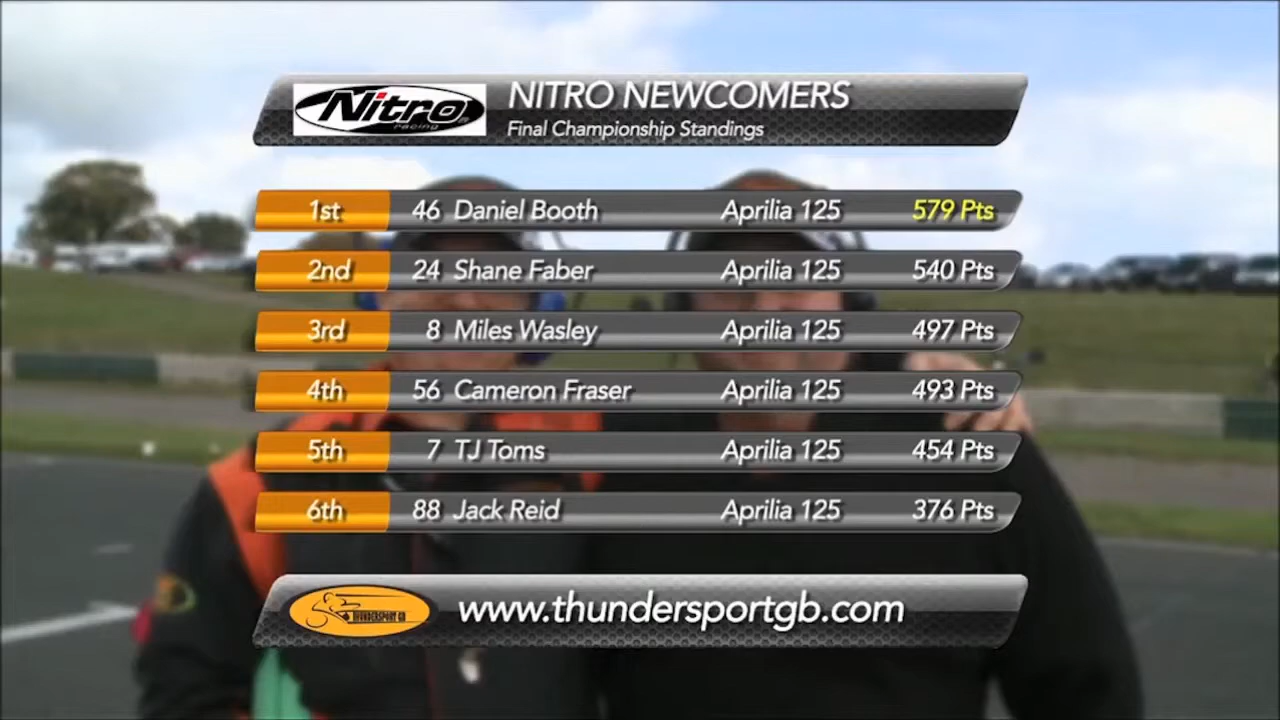 Nitro racing
NITRO NEWCOMERS
Final Championship Standings
1st 46 Daniel Booth Aprilia 125 579 Pts
2nd 24 Shane Faber Aprilia 125 540 Pts
3rd 8 Miles Wasley Aprilia 125 497 Pts
4th 56 Cameron Fraser Aprilia 125 493 Pts
5th 7 TJ Toms Aprilia 125 454 Pts
6th 88 Jack Reid Aprilia 125 376 Pts
THUNDERSPORT GB
www.thundersportgb.com